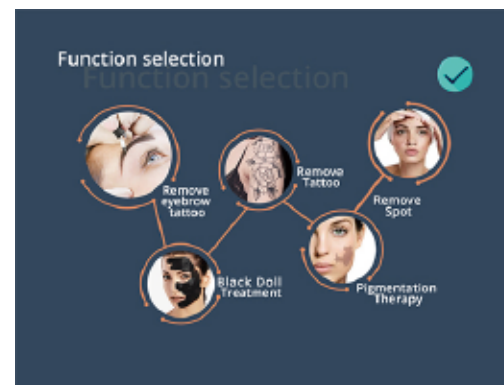 Function selection
Function selection
Remove
eyebrow
tattoo
Remove
Tattoo
Remove
Spot
Black Doll
Treatment
Pigmentation
Therapy